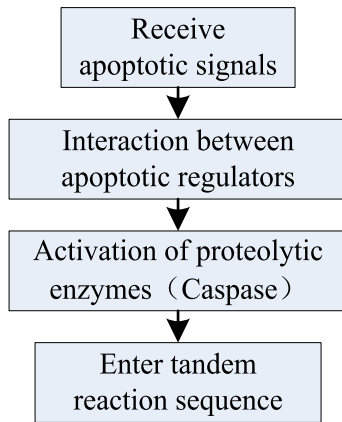 Receive
apoptotic signals
Interaction between
apoptotic regulators
Activation of proteolytic
enzymes（Caspase）
Enter tandem
reaction sequence